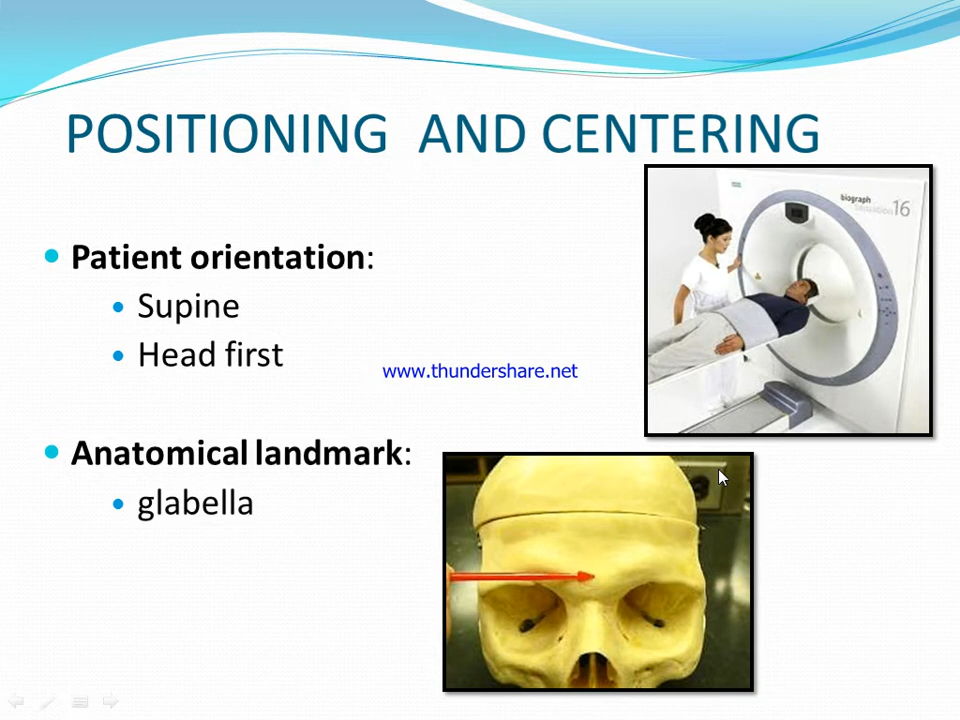 POSITIONING AND CENTERING
Patient orientation:
Supine
Head first
www.thundershare.net
Anatomical landmark:
glabella
biograph
16